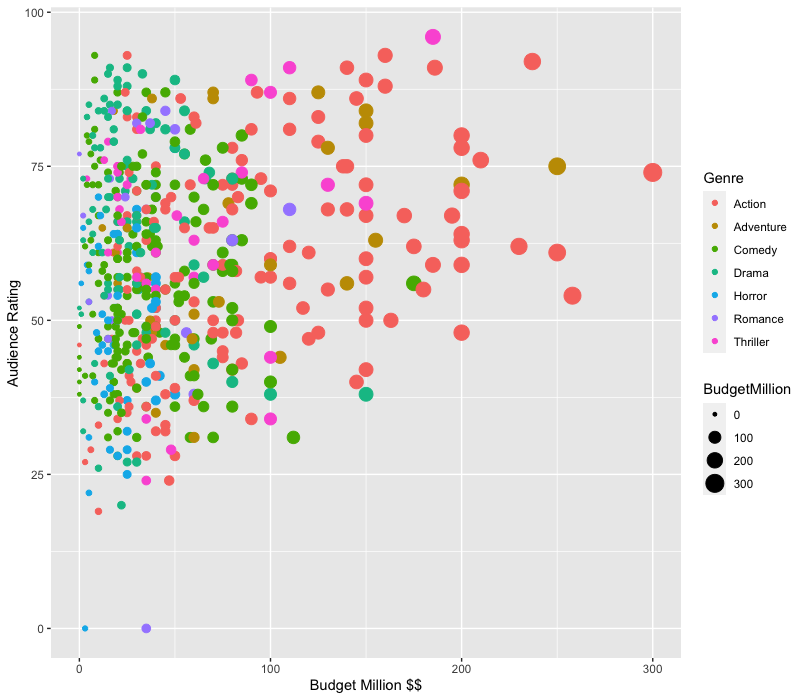 100
75
50
25
0
Audience Rating
0 100 200 300
Budget Million $$
Genre
Action
Adventure
Comedy
Drama
Horror
Romance
Thriller
BudgetMillion
0
100
200
300